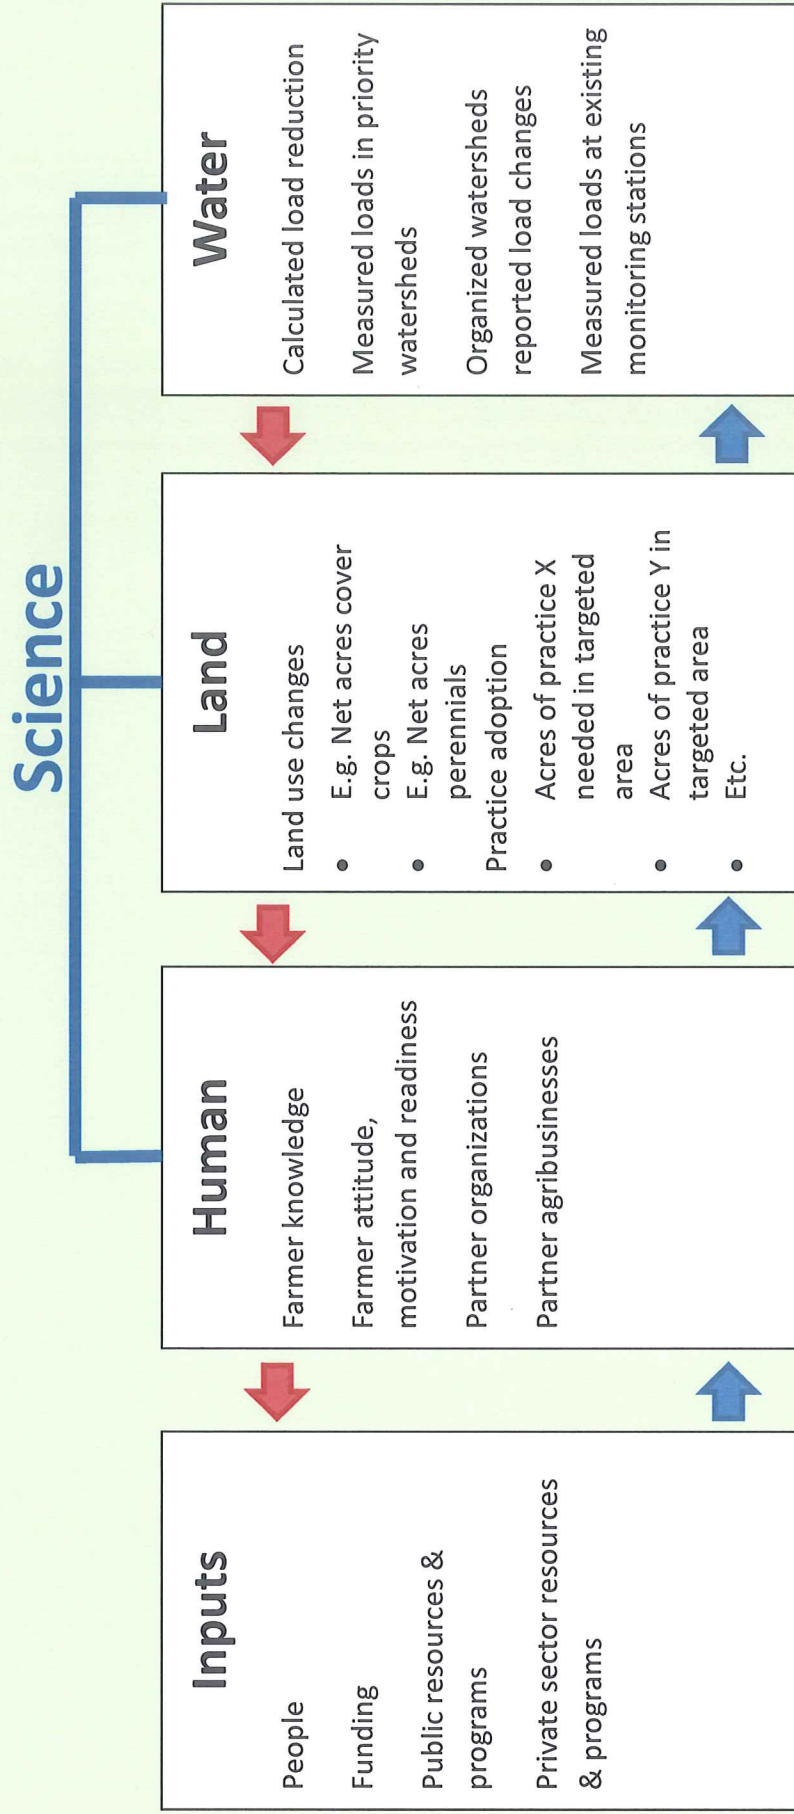 Science
Inputs
People
Funding
Public resources &
programs
Private sector resources
& programs
Human
Farmer knowledge
Farmer attitude,
motivation and readiness
Partner organizations
Partner agribusinesses
Land
Land use changes
• E.g. Net acres cover
crops
• E.g. Net acres
perennials
Practice adoption
• Acres of practice X
needed in targeted
area
• Acres of practice Y in
targeted area
• Etc.
Water
Calculated load reduction
Measured loads in priority
watersheds
Organized watersheds
reported load changes
Measured loads at existing
monitoring stations